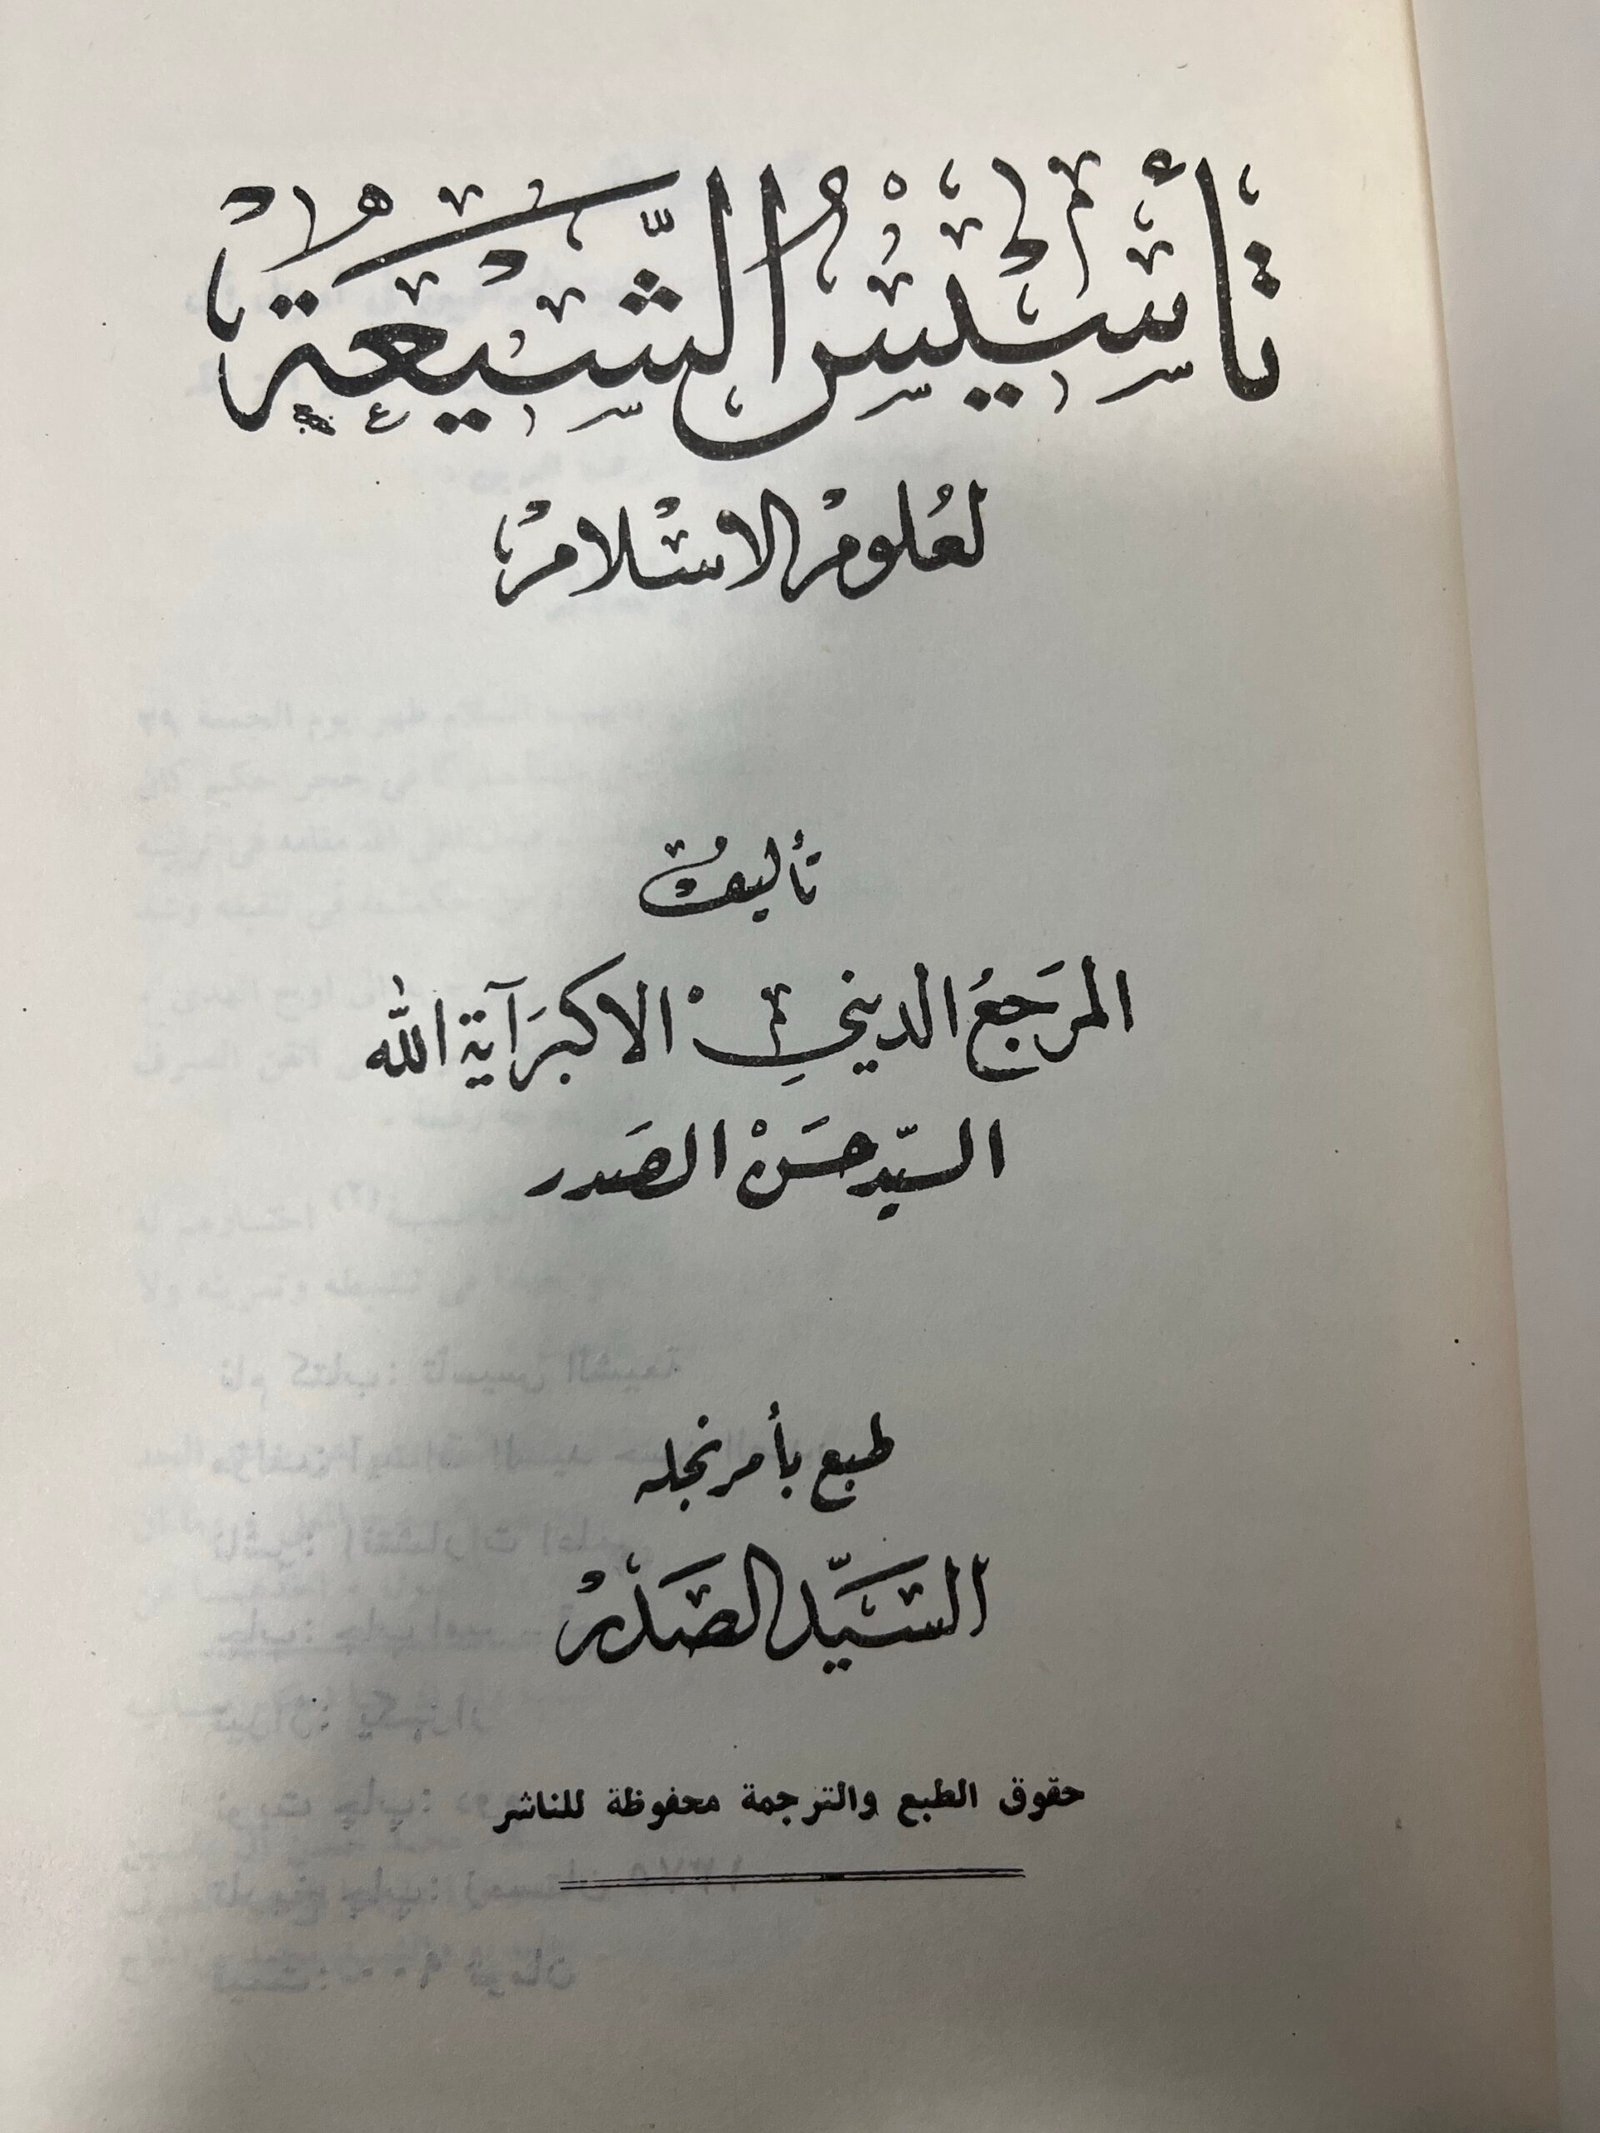 تأسيس الشيعة
لعلوم الاسلام
تأليف
المرجع الديني الاكبر آية الله
السيد حسن الصدر
طبع بأمر نجله
السيد الصدر
حقوق الطبع والترجمة محفوظة للناشر